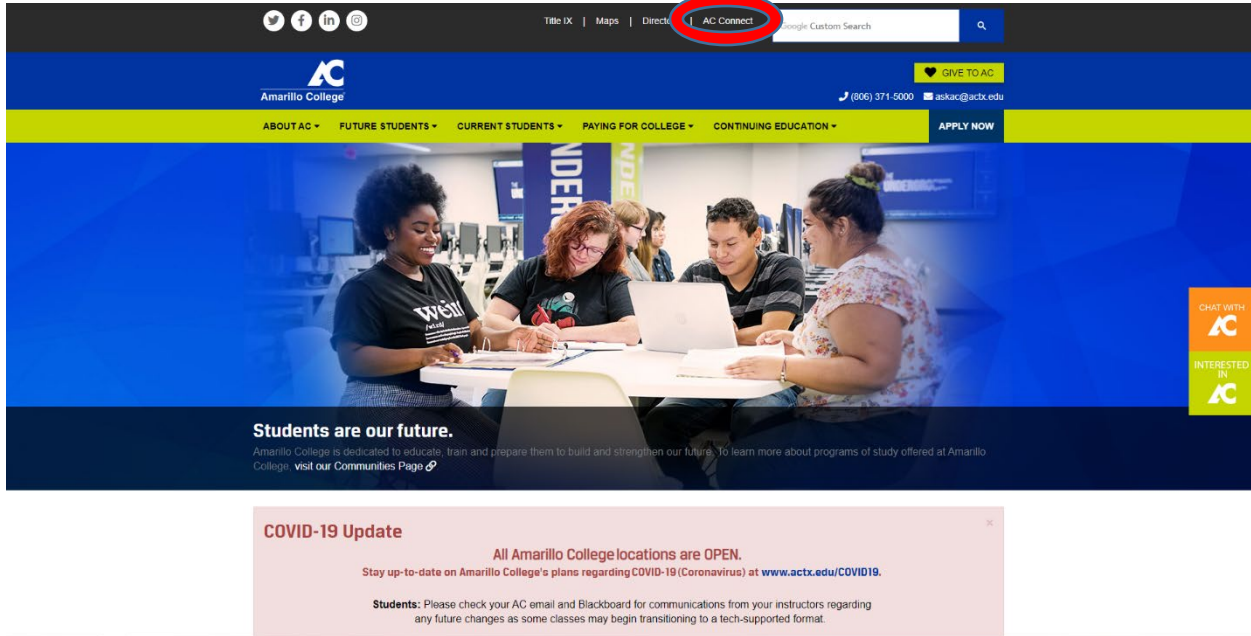 Title IX | Maps | Directory | AC Connect
Google Custom Search
GIVE TO AC
AC
Amarillo College
(806) 371-5000 askac@actx.edu
ABOUT AC FUTURE STUDENTS CURRENT STUDENTS PAYING FOR COLLEGE CONTINUING EDUCATION APPLY NOW
wein
CHAT WITH
AC
INTERESTED
IN
AC
Students are our future.
Amarillo College is dedicated to educate, train and prepare them to build and strengthen our future. To learn more about programs of study offered at Amarillo
College, visit our Communities Page
COVID-19 Update
×
All Amarillo College locations are OPEN.
Stay up-to-date on Amarillo College's plans regarding COVID-19 (Coronavirus) at www.actx.edu/COVID19.
Students: Please check your AC email and Blackboard for communications from your instructors regarding
any future changes as some classes may begin transitioning to a tech-supported format.